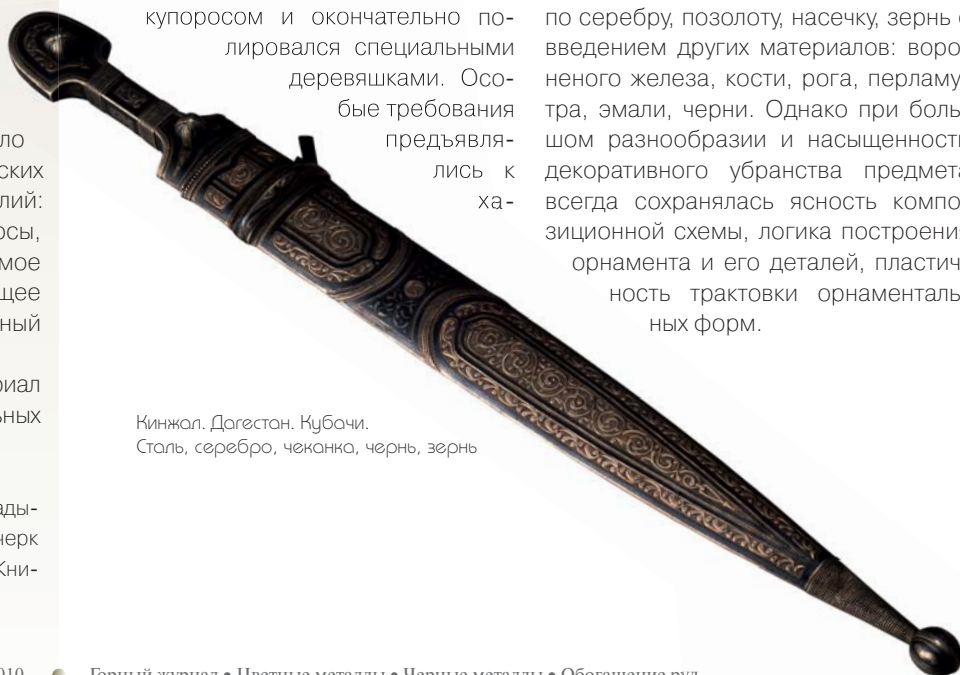 ло
ских
лий:
осы,
мое
щее
ный
риал
ьных
ады-
черк
Кни-
купоросом и окончательно по-
лировался специальными
деревяшками. Осо-
бые требования
предъявля-
лись к
ха-
по серебру, позолоту, насечку, зернь с
введением других материалов: воро-
неного железа, кости, рога, перламу-
тра, эмали, черни. Однако при боль-
шом разнообразии и насыщенности
декоративного убранства предмета
всегда сохранялась ясность компо-
зиционной схемы, логика построения
орнамента и его деталей, пластич-
ность трактовки орнаменталь-
ных форм.
Кинжал. Дагестан. Кубачи.
Сталь, серебро, чеканка, чернь, зернь
010 Горный журнал • Цветные металлы • Черные металлы • Обогащение руд